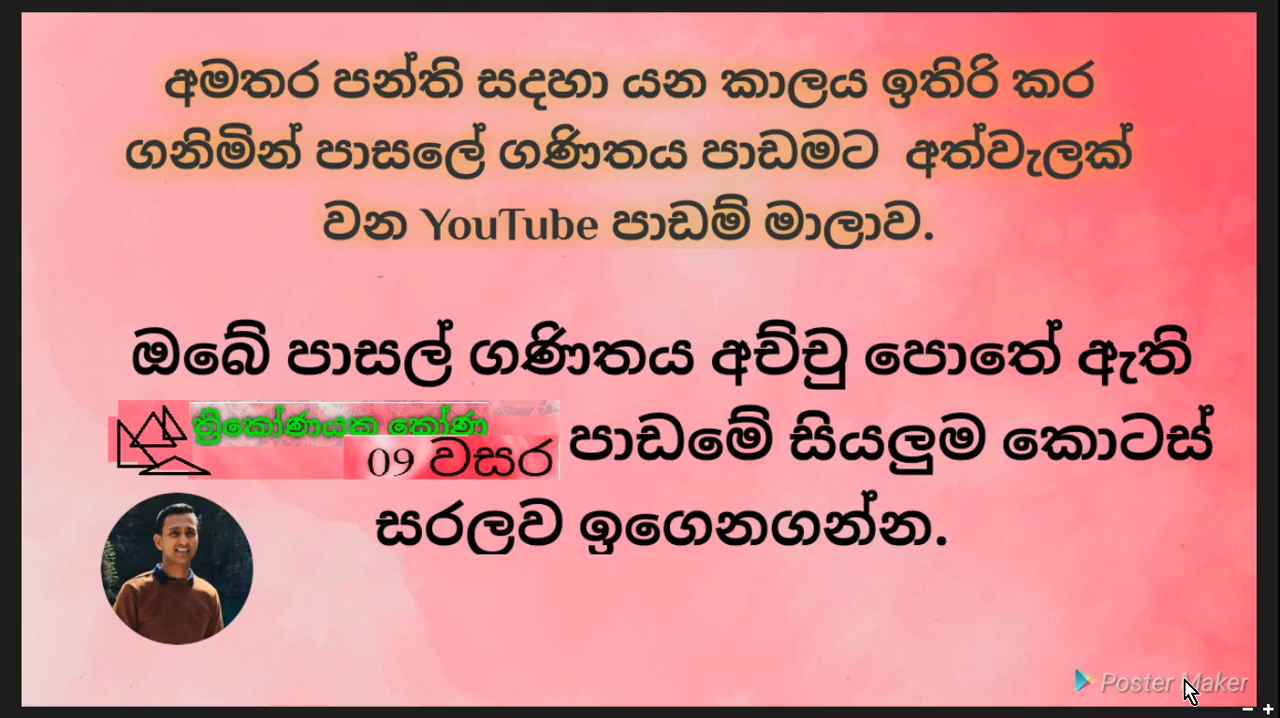 අමතර පන්ති සදහා යන කාලය ඉතිරි කර
ගනිමින් පාසලේ ගණිතය පාඩමට අත්වැලක්
වන YouTube පාඩම් මාලාව.
ඔබේ පාසල් ගණිතය අච්චු පොතේ ඇති
ත්‍රිකෝණයක කෝණ
09 වසර
පාඩමේ සියලුම කොටස්
සරලව ඉගෙනගන්න.
Poster Maker